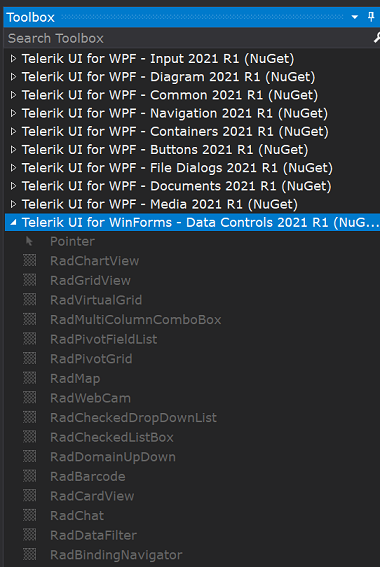 Toolbox
Search Toolbox
Telerik UI for WPF - Input 2021 R1 (NuGet)
Telerik UI for WPF - Diagram 2021 R1 (NuGet)
Telerik UI for WPF - Common 2021 R1 (NuGet)
Telerik UI for WPF - Navigation 2021 R1 (NuGet)
Telerik UI for WPF - Containers 2021 R1 (NuGet)
Telerik UI for WPF - Buttons 2021 R1 (NuGet)
Telerik UI for WPF - File Dialogs 2021 R1 (NuGet)
Telerik UI for WPF - Documents 2021 R1 (NuGet)
Telerik UI for WPF - Media 2021 R1 (NuGet)
Telerik UI for WinForms - Data Controls 2021 R1 (NuG...
Pointer
RadChartView
RadGridView
RadVirtualGrid
RadMultiColumnComboBox
RadPivotFieldList
RadPivotGrid
RadMap
RadWebCam
RadCheckedDropDownList
RadCheckedListBox
RadDomainUpDown
RadBarcode
RadCardView
RadChat
RadDataFilter
RadBindingNavigator